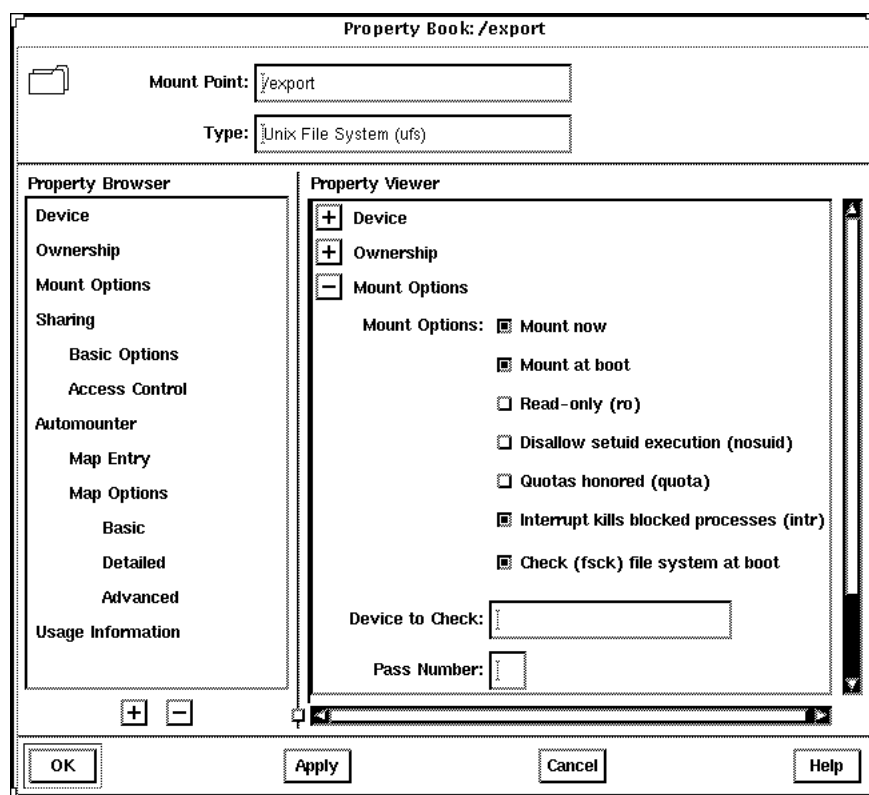 Property Book: /export
Mount Point: /export
Type: Unix File System (ufs)
Property Browser
Device
Ownership
Mount Options
Sharing
Basic Options
Access Control
Automounter
Map Entry
Map Options
Basic
Detailed
Advanced
Usage Information
Property Viewer
Device
Ownership
Mount Options
Mount Options: Mount now
Mount at boot
Read-only (ro)
Disallow setuid execution (nosuid)
Quotas honored (quota)
Interrupt kills blocked processes (intr)
Check (fsck) file system at boot
Device to Check:
Pass Number:
OK Apply Cancel Help